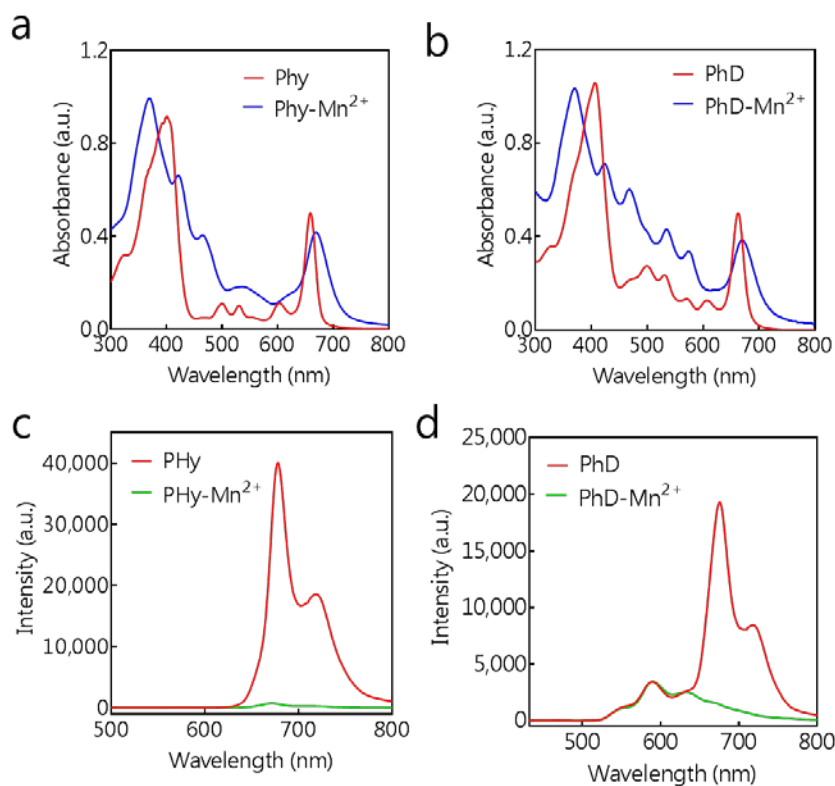 a
1.2
Phy
Phy-Mn²⁺
0.8
Absorbance (a.u.)
0.4
0.0
300 400 500 600 700 800
Wavelength (nm)
b
1.2
PhD
PhD-Mn²⁺
0.8
Absorbance (a.u.)
0.4
0.0
300 400 500 600 700 800
Wavelength (nm)
c
40,000
PHy
PHy-Mn²⁺
30,000
Intensity (a.u.)
20,000
10,000
0
500 600 700 800
Wavelength (nm)
d
25,000
PhD
PhD-Mn²⁺
20,000
Intensity (a.u.)
15,000
10,000
5,000
0
500 600 700 800
Wavelength (nm)